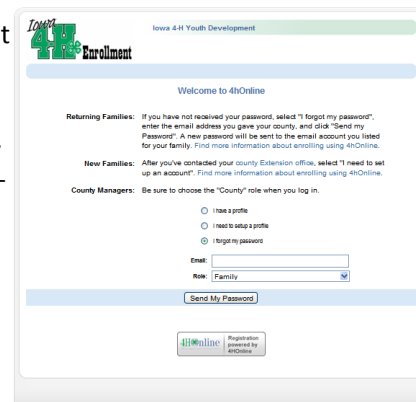 t
Iowa
4-H
Enrollment
Iowa 4-H Youth Development
Welcome to 4hOnline
Returning Families: If you have not received your password, select "I forgot my password",
enter the email address you gave your county, and click "Send my
Password". A new password will be sent to the email account you listed
for your family. Find more information about enrolling using 4hOnline.
New Families: After you've contacted your county Extension office, select "I need to set
up an account". Find more information about enrolling using 4hOnline.
County Managers: Be sure to choose the "County" role when you log in.
I have a profile
I need to setup a profile
I forgot my password
Email:
Role: Family
Send My Password
4HOnline
Registration
powered by
4HOnline